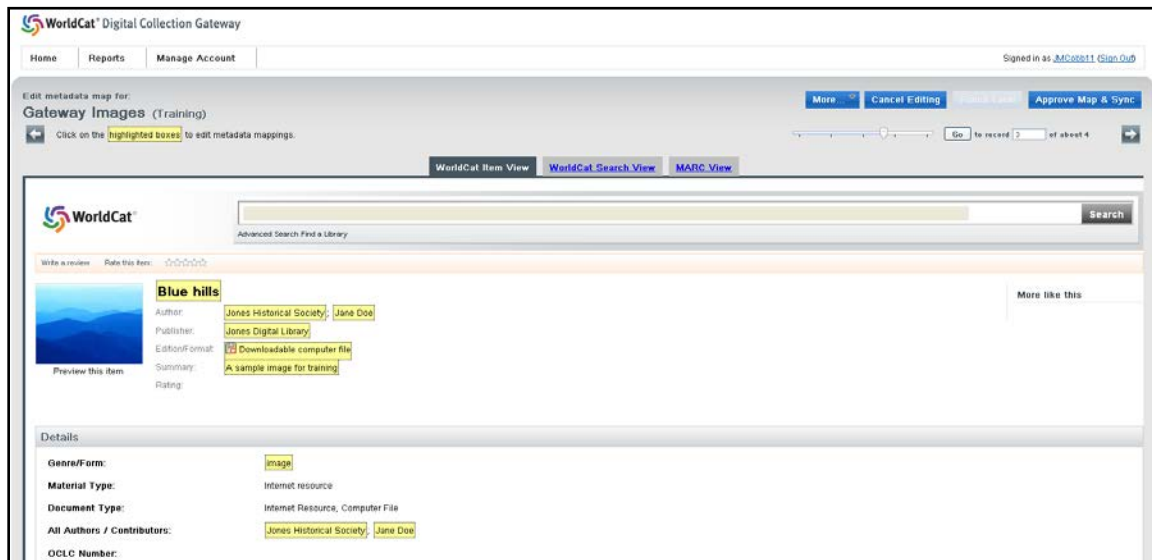 WorldCat® Digital Collection Gateway
Home Reports Manage Account Signed in as JMCobb11 (Sign Out)
Edit metadata map for:
Gateway Images (Training)
More... Cancel Editing Approve Map & Sync
Click on the highlighted boxes to edit metadata mappings.
Go to record 3 of about 4
WorldCat Item View WorldCat Search View MARC View
WorldCat® Search
Advanced Search Find a Library
Write a review Rate this item:
Blue hills More like this
Author: Jones Historical Society; Jane Doe
Publisher: Jones Digital Library
Edition/Format: Downloadable computer file
Preview this item Summary: A sample image for training
Rating:
Details
Genre/Form: image
Material Type: Internet resource
Document Type: Internet Resource, Computer File
All Authors / Contributors: Jones Historical Society; Jane Doe
OCLC Number: